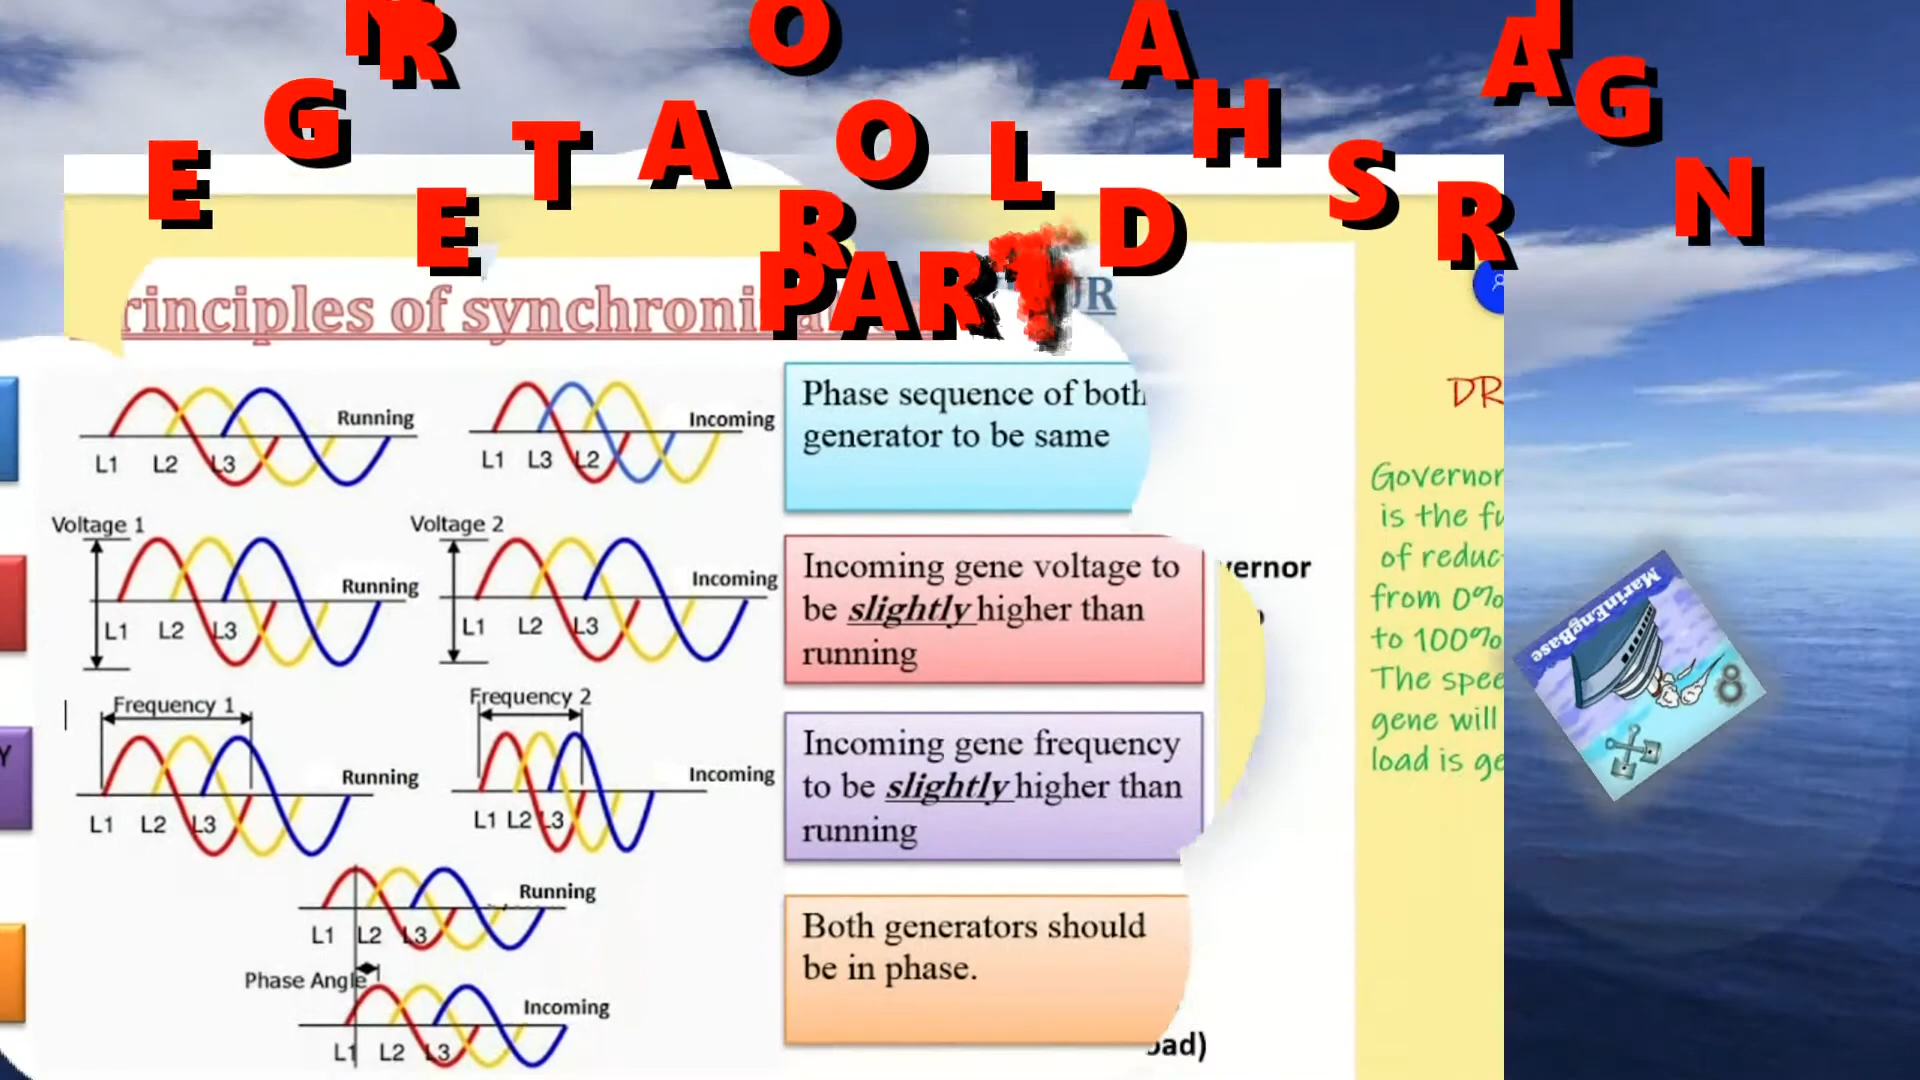 PART
rinciples of synchroni
UR
Running
L1 L2 L3
Incoming
L1 L3 L2
Phase sequence of both
generator to be same
Voltage 1
Running
L1 L2 L3
Voltage 2
Incoming
L1 L2 L3
Incoming gene voltage to
be slightly higher than
running
Frequency 1
Running
L1 L2 L3
Frequency 2
Incoming
L1 L2 L3
Incoming gene frequency
to be slightly higher than
running
Running
L1 L2 L3
Phase Angle
Incoming
L1 L2 L3
Both generators should
be in phase.
vernor
oad)
DR
Governor
is the fu
of reduc
from 0%
to 100%
The spee
gene will
load is ge
Y
MarinEngBase